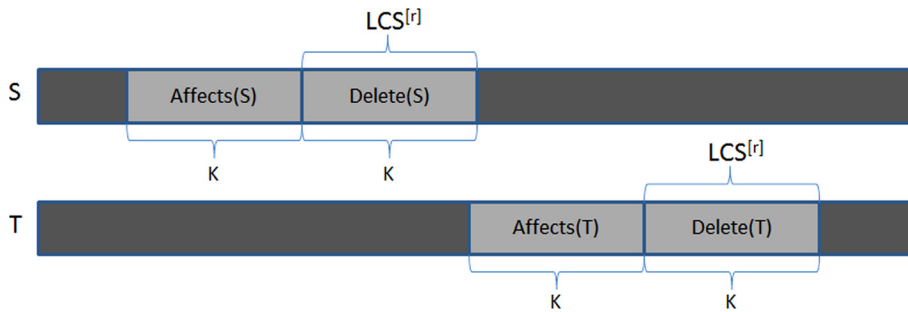 LCS[r]
S
Affects(S)
Delete(S)
K
K
LCS[r]
T
Affects(T)
Delete(T)
K
K